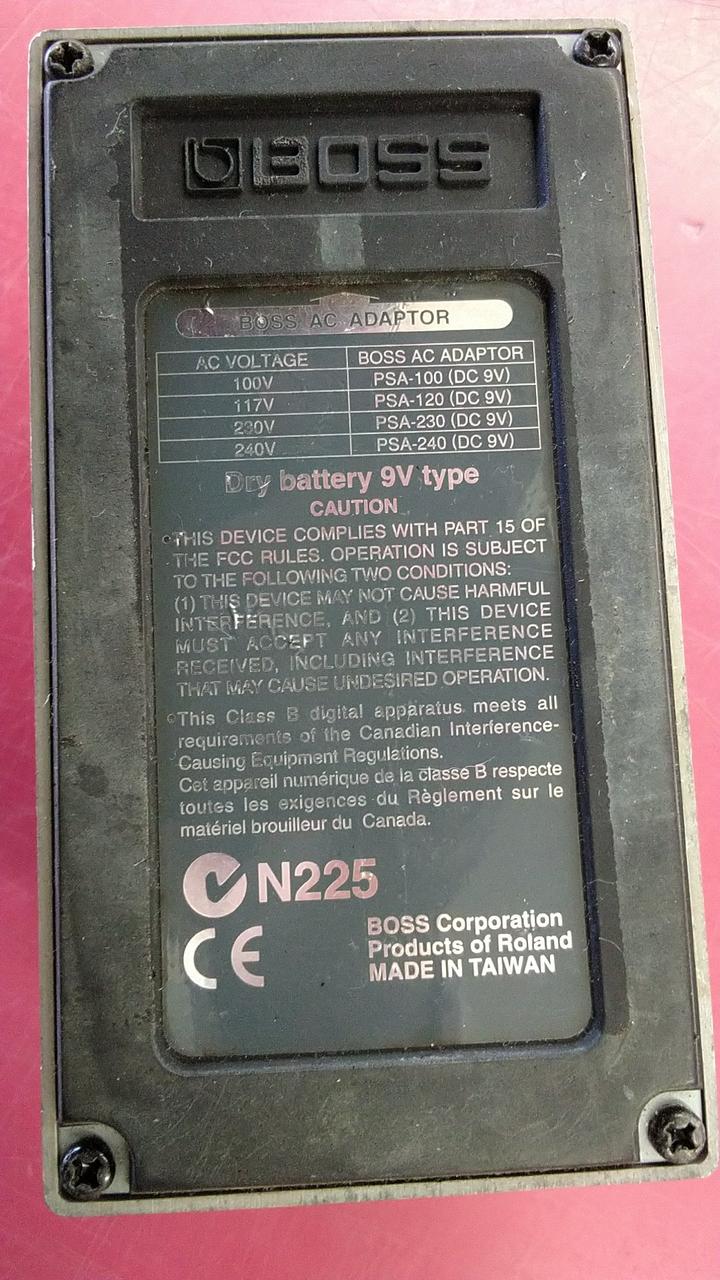 BOSS
BOSS AC ADAPTOR
AC VOLTAGE BOSS AC ADAPTOR
100V PSA-100 (DC 9V)
117V PSA-120 (DC 9V)
230V PSA-230 (DC 9V)
240V PSA-240 (DC 9V)
Dry battery 9V type
CAUTION
THIS DEVICE COMPLIES WITH PART 15 OF
THE FCC RULES. OPERATION IS SUBJECT
TO THE FOLLOWING TWO CONDITIONS:
(1) THIS DEVICE MAY NOT CAUSE HARMFUL
INTERFERENCE, AND (2) THIS DEVICE
MUST ACCEPT ANY INTERFERENCE
RECEIVED, INCLUDING INTERFERENCE
THAT MAY CAUSE UNDESIRED OPERATION.
This Class B digital apparatus meets all
requirements of the Canadian Interference-
Causing Equipment Regulations.
Cet appareil numérique de la classe B respecte
toutes les exigences du Règlement sur le
matériel brouilleur du Canada.
N225
CE
BOSS Corporation
Products of Roland
MADE IN TAIWAN